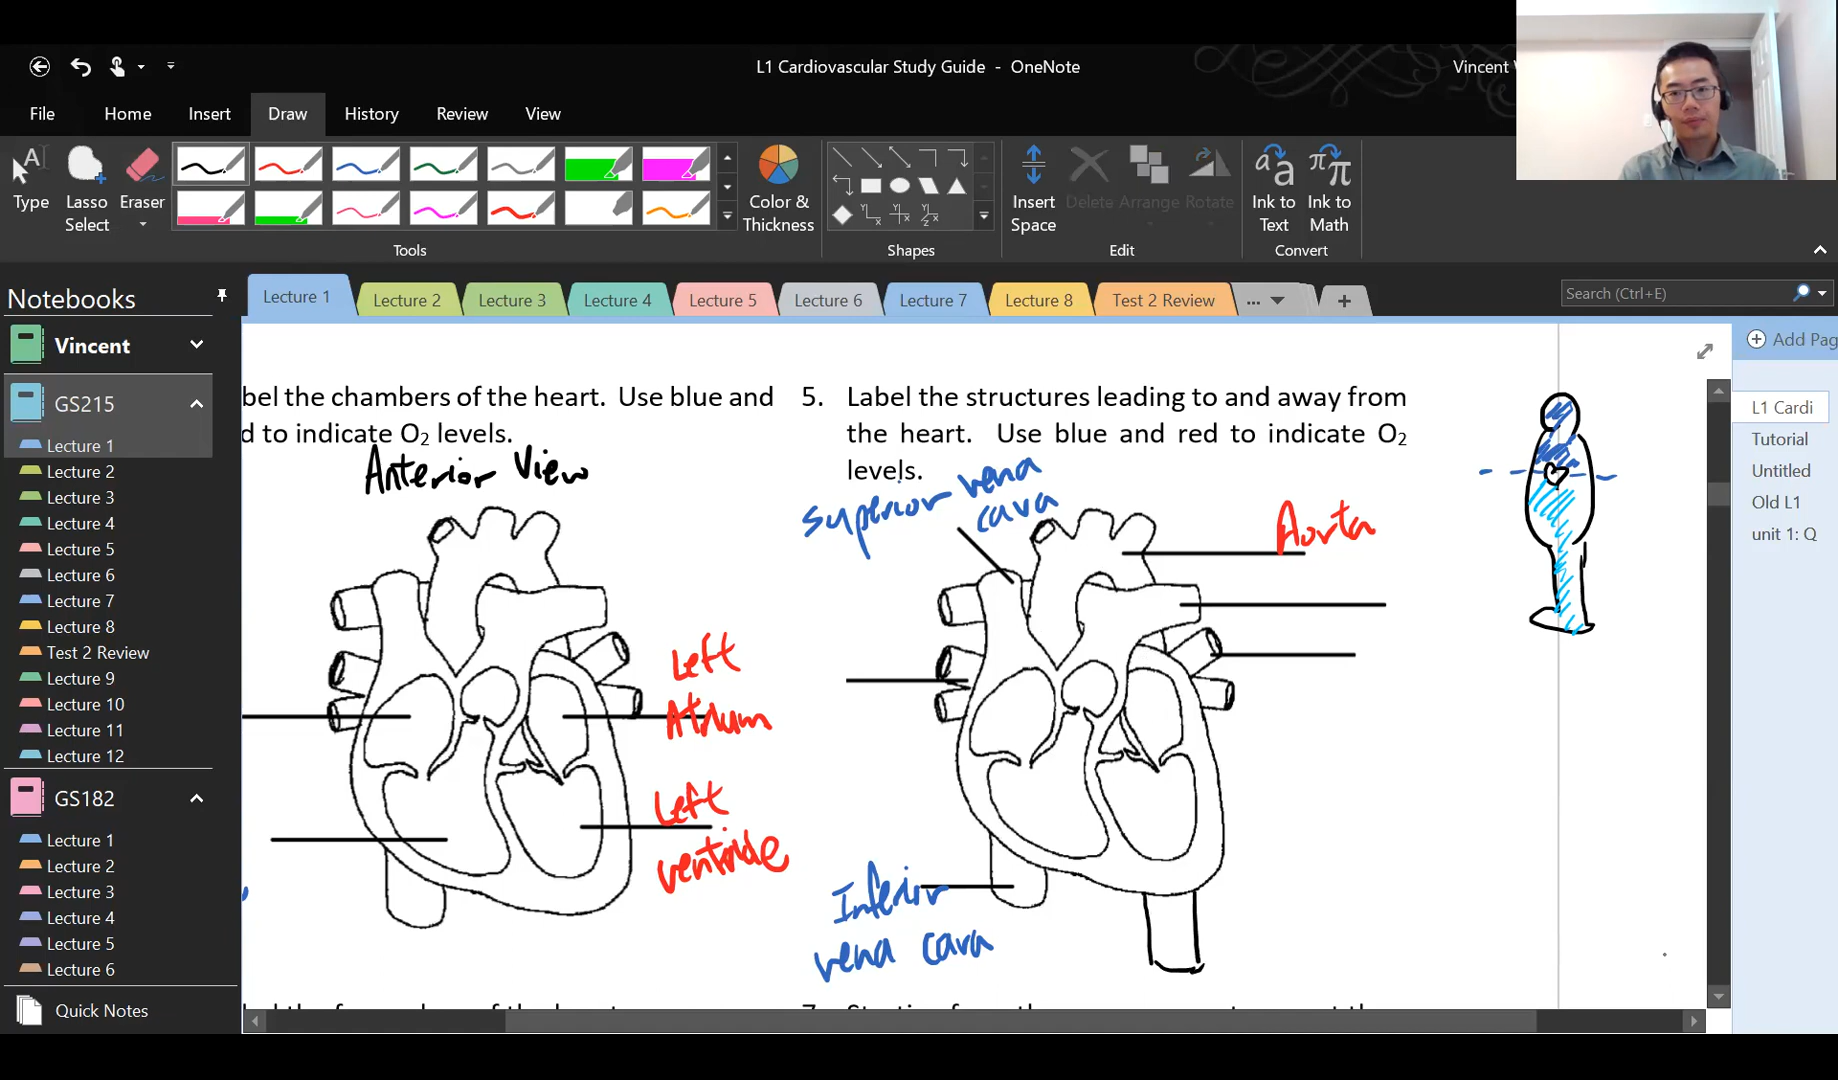 L1 Cardiovascular Study Guide - OneNote
Vincent
File
Home
Insert
Draw
History
Review
View
Type
Lasso
Select
Eraser
Color &
Thickness
Insert
Space
Delete
Arrange
Rotate
Ink to
Text
Ink to
Math
Tools
Shapes
Edit
Convert
Notebooks
Lecture 1
Lecture 2
Lecture 3
Lecture 4
Lecture 5
Lecture 6
Lecture 7
Lecture 8
Test 2 Review
...
Search (Ctrl+E)
Vincent
GS215
Lecture 1
Lecture 2
Lecture 3
Lecture 4
Lecture 5
Lecture 6
Lecture 7
Lecture 8
Test 2 Review
Lecture 9
Lecture 10
Lecture 11
Lecture 12
GS182
Lecture 1
Lecture 2
Lecture 3
Lecture 4
Lecture 5
Lecture 6
Quick Notes
bel the chambers of the heart. Use blue and
d to indicate O2 levels.
Anterior View
Left
Atrium
Left
ventricle
5. Label the structures leading to and away from
the heart. Use blue and red to indicate O2
levels.
superior vena
cava
Aorta
Inferior
vena cava
Add Pag
L1 Cardi
Tutorial
Untitled
Old L1
unit 1: Q